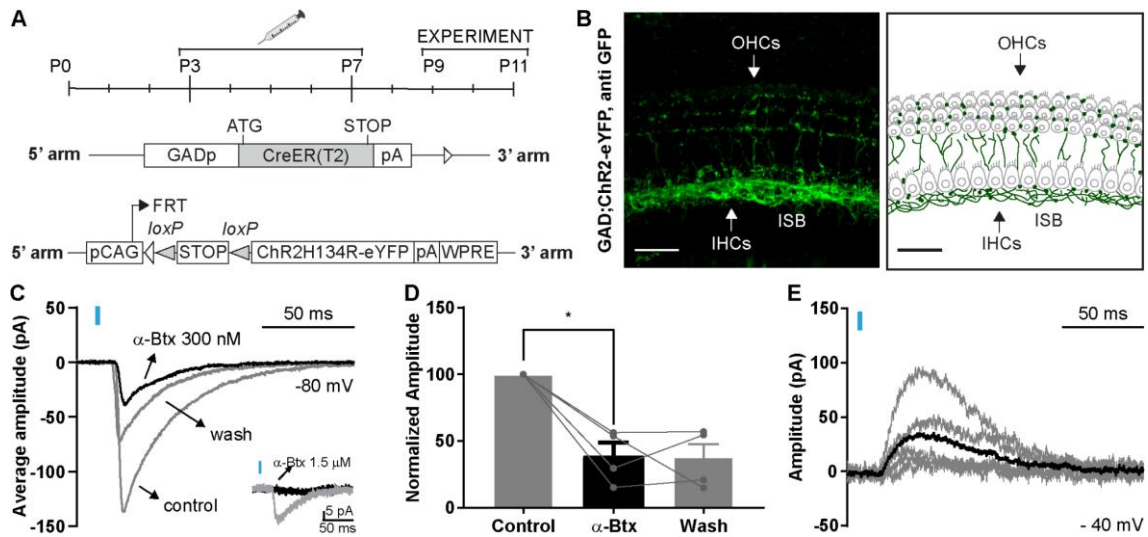 A
EXPERIMENT
P0 P3 P7 P9 P11
ATG STOP
5' arm GADp CreER(T2) pA 3' arm
FRT
loxP loxP
5' arm pCAG STOP ChR2H134R-eYFP pA WPRE 3' arm
B
GAD;ChR2-eYFP, anti GFP
OHCs
IHCs
ISB
OHCs
IHCs
ISB
C
Average amplitude (pA)
50
0
-50
-100
-150
50 ms
α-Btx 300 nM
-80 mV
wash
control
α-Btx 1.5 μM
5 pA
50 ms
D
Normalized Amplitude
150
100
50
0
*
Control α-Btx Wash
E
Amplitude (pA)
150
100
50
0
-50
50 ms
- 40 mV